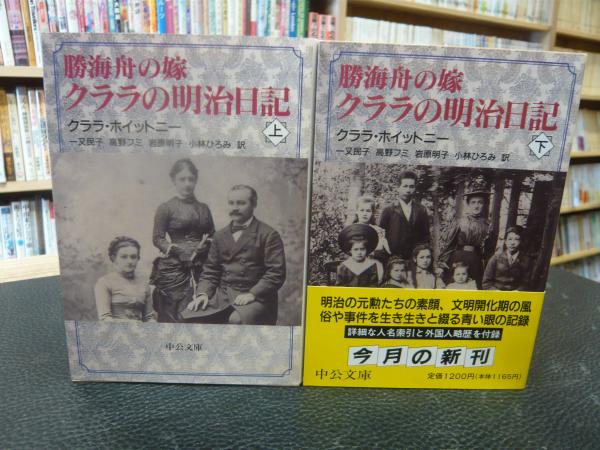 勝海舟の嫁
クララの明治日記
上
クララ・ホイットニー
一又民子 高野フミ 岩原明子 小林ひろみ 訳
中公文庫
勝海舟の嫁
クララの明治日記
下
クララ・ホイットニー
一又民子 高野フミ 岩原明子 小林ひろみ 訳
明治の元勲たちの素顔、文明開化期の風
俗や事件を生き生きと綴る青い眼の記録
詳細な人名索引と外国人略歴を付録
今月の新刊
中公文庫
定価1200円(本体1165円)